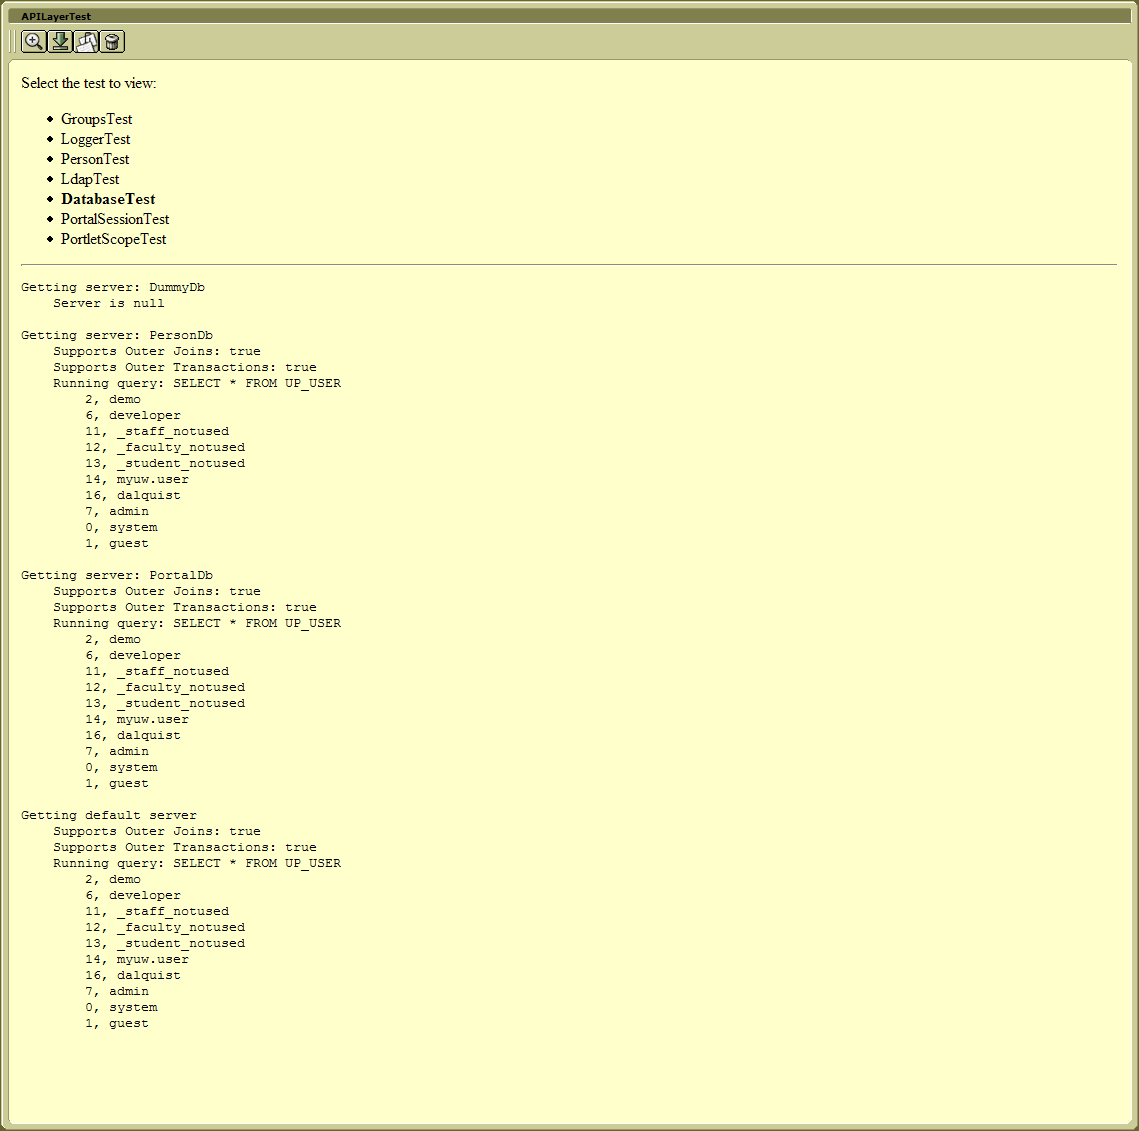 APILayerTest
Select the test to view:
GroupsTest
LoggerTest
PersonTest
LdapTest
DatabaseTest
PortalSessionTest
PortletScopeTest
Getting server: DummyDb
Server is null
Getting server: PersonDb
Supports Outer Joins: true
Supports Outer Transactions: true
Running query: SELECT * FROM UP_USER
2, demo
6, developer
11, _staff_notused
12, _faculty_notused
13, _student_notused
14, myuw.user
16, dalquist
7, admin
0, system
1, guest
Getting server: PortalDb
Supports Outer Joins: true
Supports Outer Transactions: true
Running query: SELECT * FROM UP_USER
2, demo
6, developer
11, _staff_notused
12, _faculty_notused
13, _student_notused
14, myuw.user
16, dalquist
7, admin
0, system
1, guest
Getting default server
Supports Outer Joins: true
Supports Outer Transactions: true
Running query: SELECT * FROM UP_USER
2, demo
6, developer
11, _staff_notused
12, _faculty_notused
13, _student_notused
14, myuw.user
16, dalquist
7, admin
0, system
1, guest